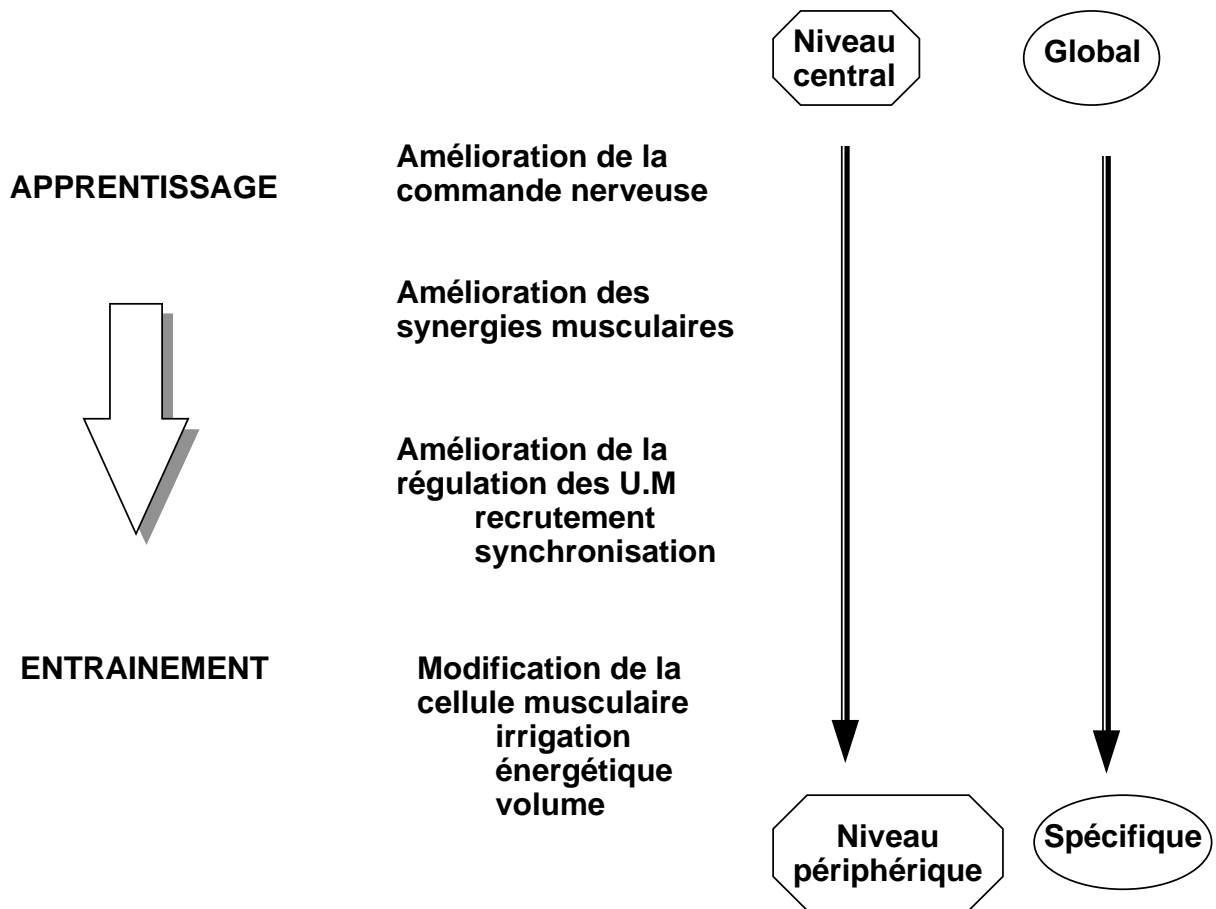 Niveau
central
Global
APPRENTISSAGE
Amélioration de la
commande nerveuse
Amélioration des
synergies musculaires
Amélioration de la
régulation des U.M
recrutement
synchronisation
ENTRAINEMENT
Modification de la
cellule musculaire
irrigation
énergétique
volume
Niveau
périphérique
Spécifique